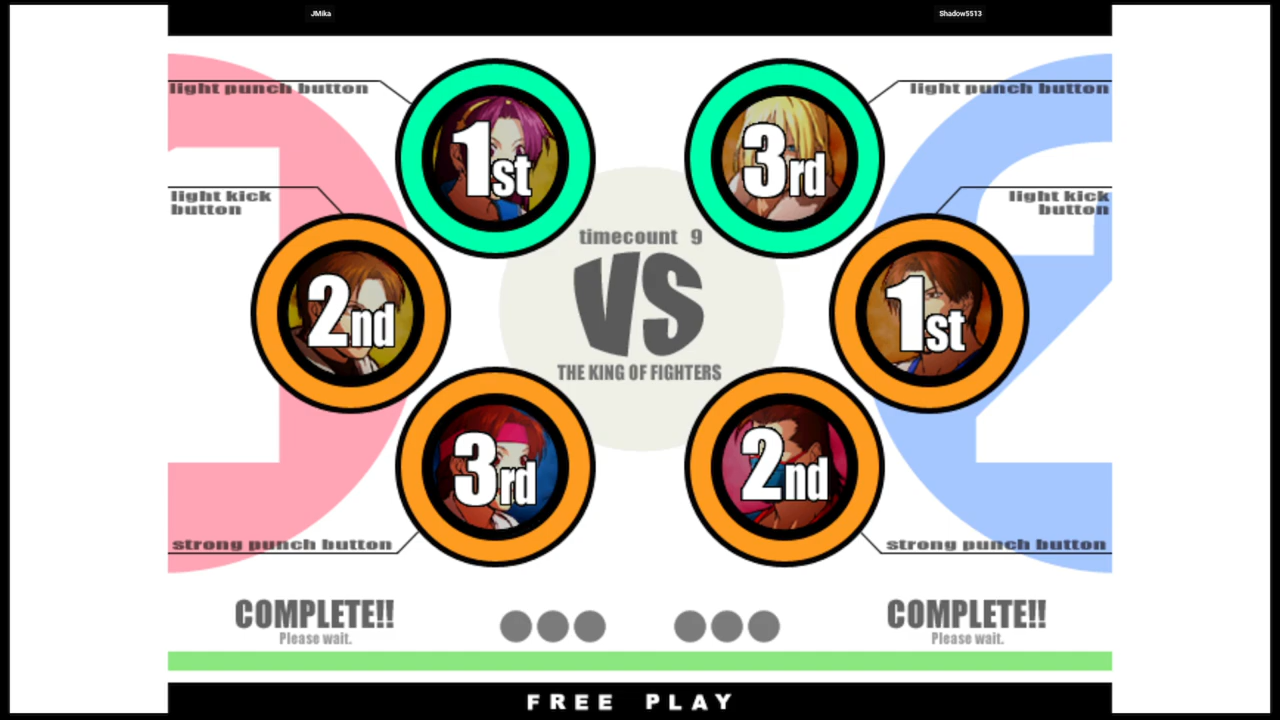 JMika
Shadow5513
light punch button
light punch button
1st
3rd
light kick
button
light kick
button
timecount 9
VS
THE KING OF FIGHTERS
2nd
1st
3rd
2nd
strong punch button
strong punch button
COMPLETE!!
Please wait.
COMPLETE!!
Please wait.
FREE PLAY
1
2